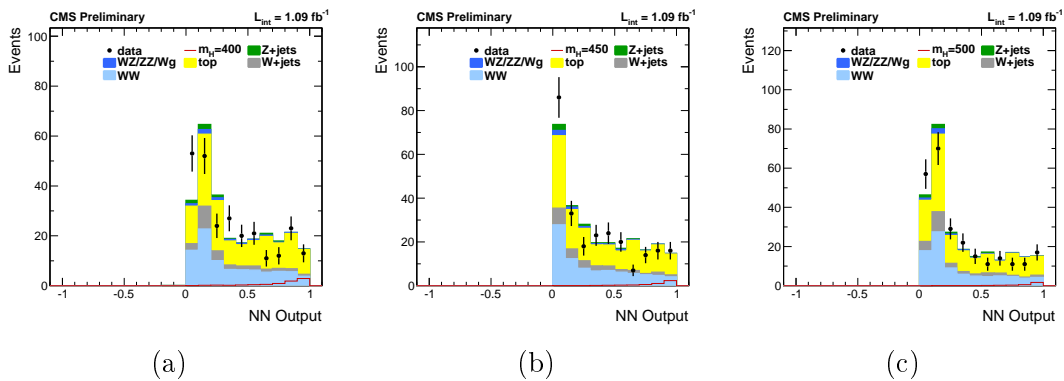 CMS Preliminary
L_int = 1.09 fb^-1
Events
100
80
60
40
20
0
data
m_H=400
Z+jets
WZ/ZZ/Wg
top
W+jets
WW
-1
-0.5
0
0.5
1
NN Output
(a)
CMS Preliminary
L_int = 1.09 fb^-1
Events
100
80
60
40
20
0
data
m_H=450
Z+jets
WZ/ZZ/Wg
top
W+jets
WW
-1
-0.5
0
0.5
1
NN Output
(b)
CMS Preliminary
L_int = 1.09 fb^-1
Events
120
100
80
60
40
20
0
data
m_H=500
Z+jets
WZ/ZZ/Wg
top
W+jets
WW
-1
-0.5
0
0.5
1
NN Output
(c)